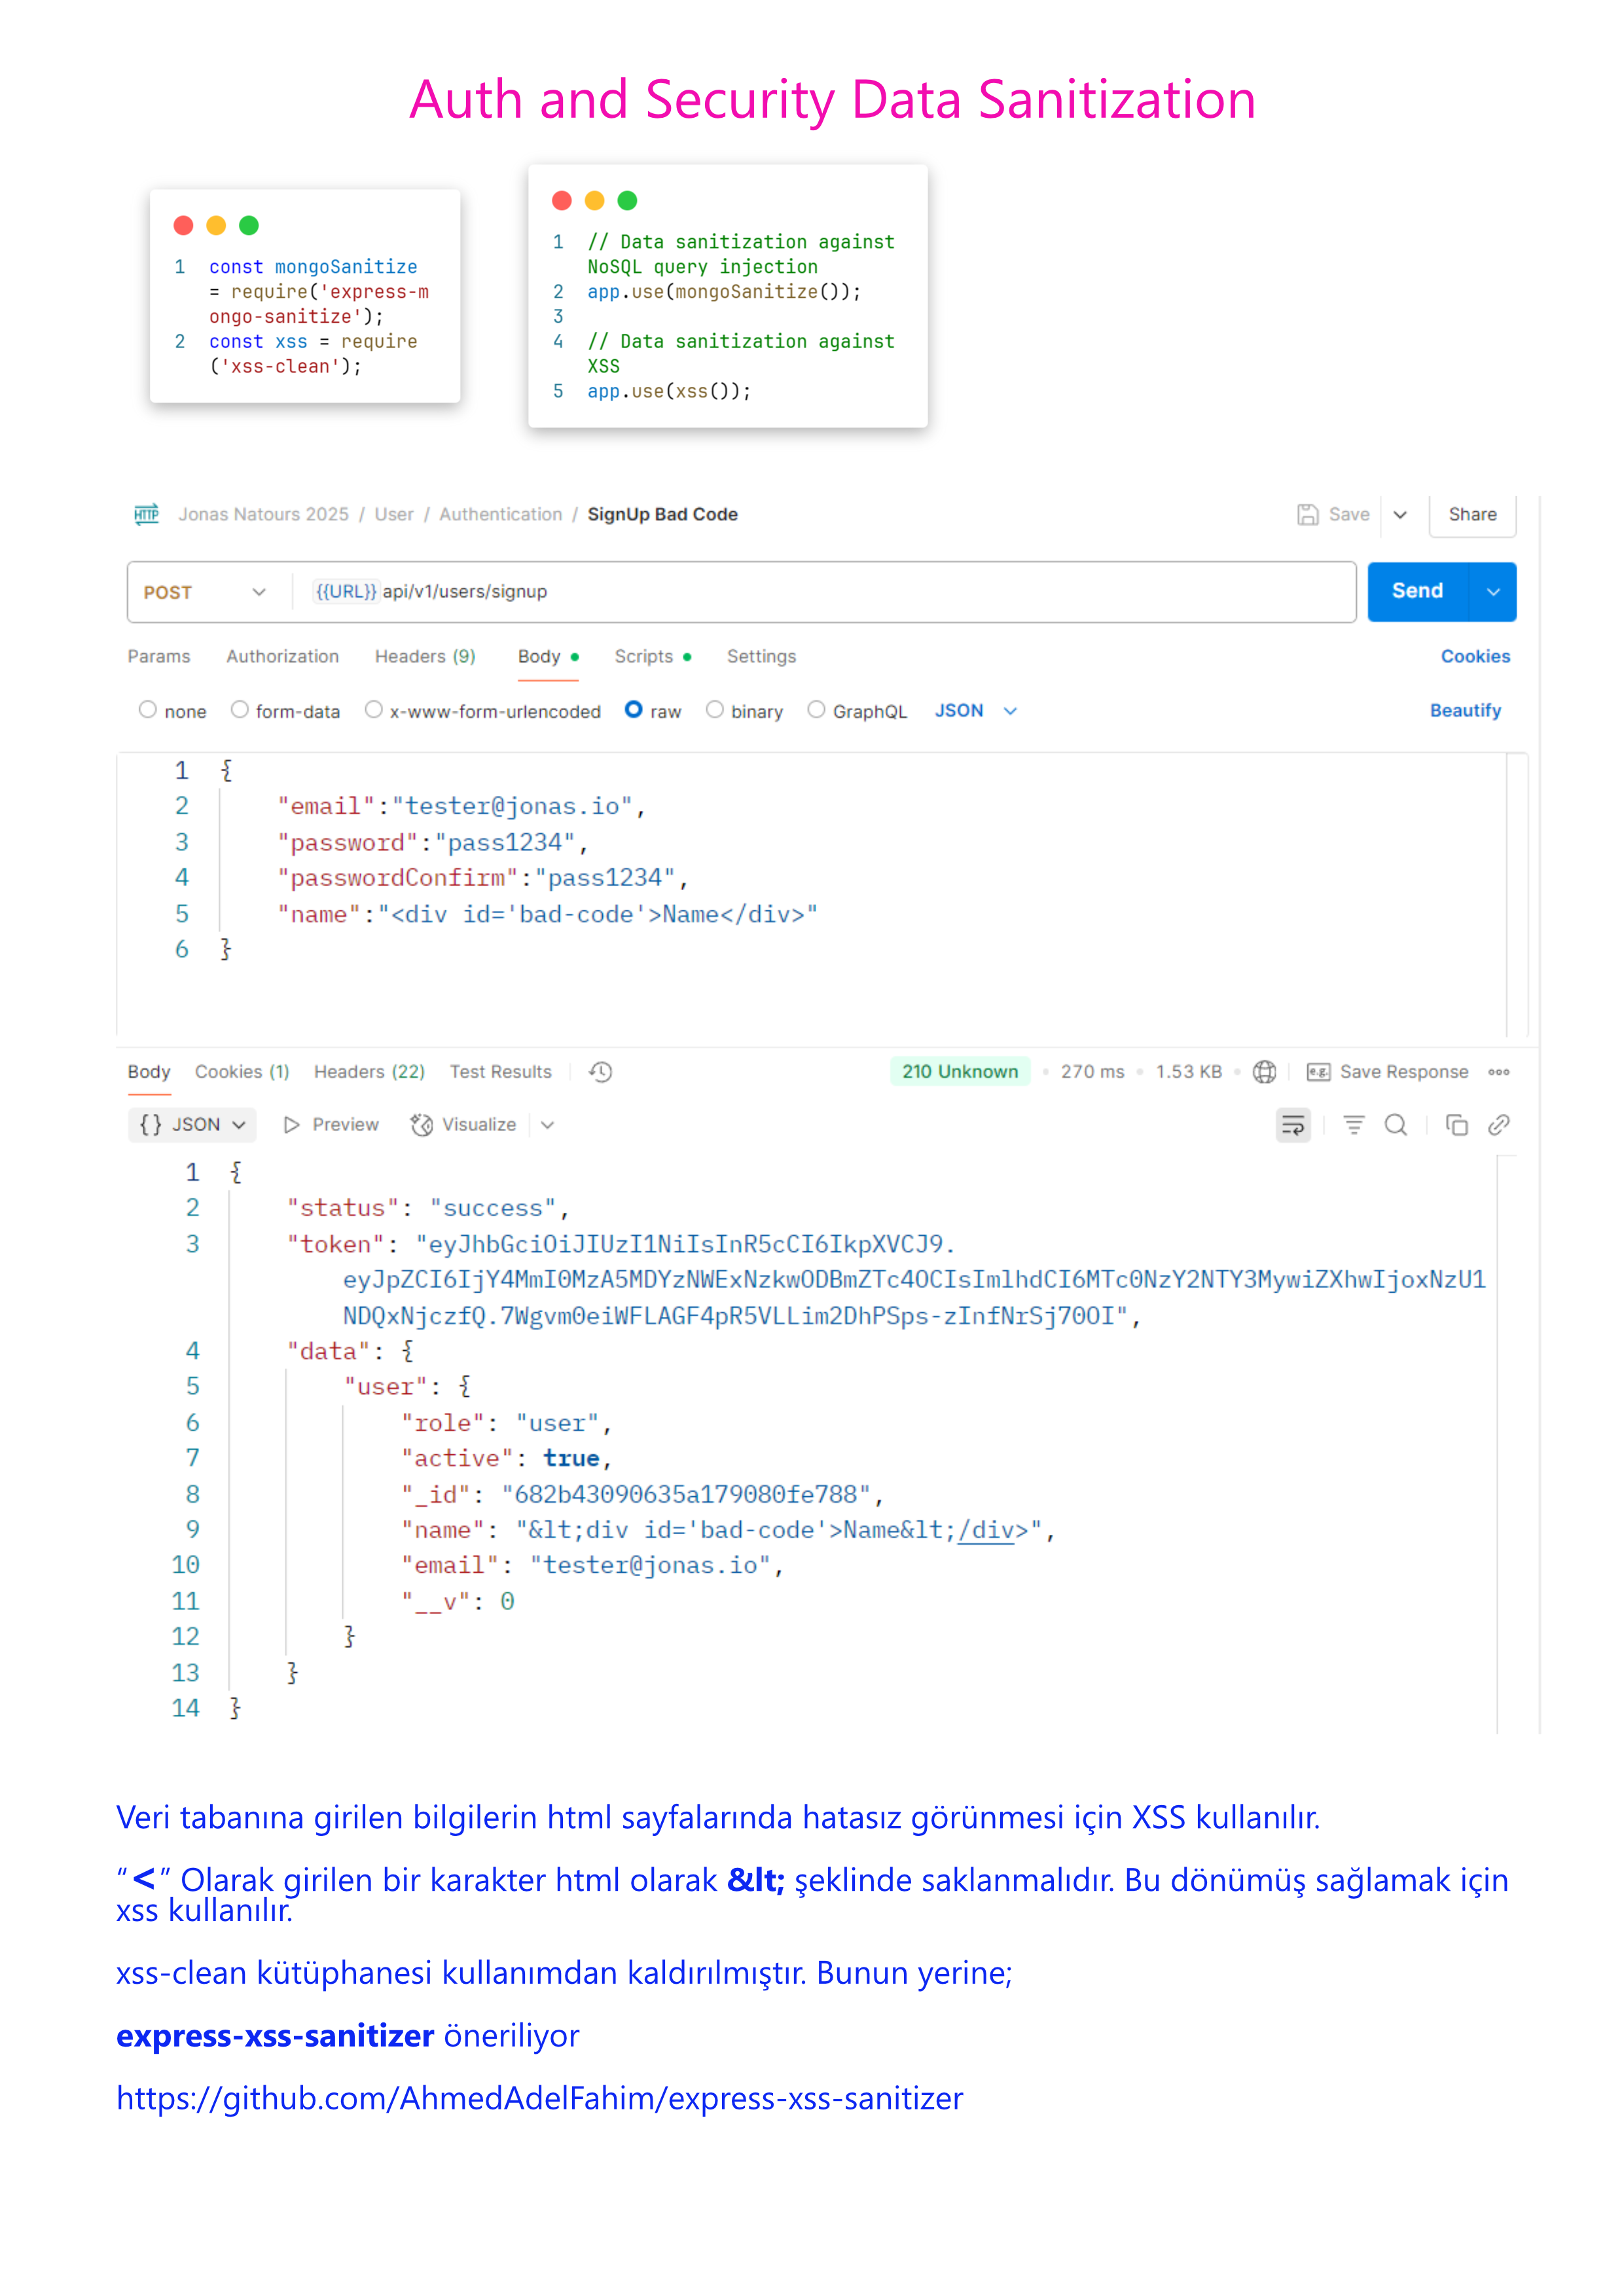 Auth and Security Data Sanitization
1 const mongoSanitize
= require('express-m
ongo-sanitize');
2 const xss = require
('xss-clean');
1 // Data sanitization against
NoSQL query injection
2 app.use(mongoSanitize());
3
4 // Data sanitization against
XSS
5 app.use(xss());
HTTP Jonas Natours 2025 / User / Authentication / SignUp Bad Code Save Share
POST {{URL}} api/v1/users/signup Send
Params Authorization Headers (9) Body Scripts Settings Cookies
none form-data x-www-form-urlencoded raw binary GraphQL JSON Beautify
1 {
2 "email":"tester@jonas.io",
3 "password":"pass1234",
4 "passwordConfirm":"pass1234",
5 "name":"<div id='bad-code'>Name</div>"
6 }
Body Cookies (1) Headers (22) Test Results 210 Unknown 270 ms 1.53 KB e.g. Save Response
{} JSON Preview Visualize
1 {
2 "status": "success",
3 "token": "eyJhbGciOiJIUzI1NiIsInR5cCI6IkpXVCJ9.
eyJpZCI6IjY4MmI0MzA5MDYzNWExNzkwODBmZTc4OCIsImlhdCI6MTc0NzY2NTY3MywiZXhwIjoxNzU1
NDQxNjczfQ.7Wgvm0eiWFLAGF4pR5VLLim2DhPSps-zInfNrSj70OI",
4 "data": {
5 "user": {
6 "role": "user",
7 "active": true,
8 "_id": "682b43090635a179080fe788",
9 "name": "&lt;div id='bad-code'>Name&lt;/div>",
10 "email": "tester@jonas.io",
11 "__v": 0
12 }
13 }
14 }
Veri tabanına girilen bilgilerin html sayfalarında hatasız görünmesi için XSS kullanılır.
“<” Olarak girilen bir karakter html olarak &lt; şeklinde saklanmalıdır. Bu dönümüş sağlamak için
xss kullanılır.
xss-clean kütüphanesi kullanımdan kaldırılmıştır. Bunun yerine;
express-xss-sanitizer öneriliyor
https://github.com/AhmedAdelFahim/express-xss-sanitizer